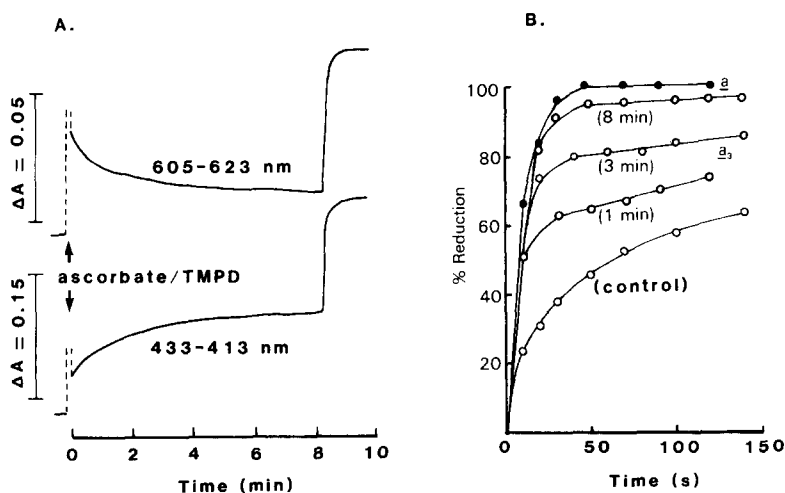 A.
ΔA = 0.05
605-623 nm
ascorbate/TMPD
ΔA = 0.15
433-413 nm
0 2 4 6 8 10
Time (min)
B.
% Reduction
100
80
60
40
20
a
(8 min)
(3 min)
a₃
(1 min)
(control)
0 50 100 150
Time (s)